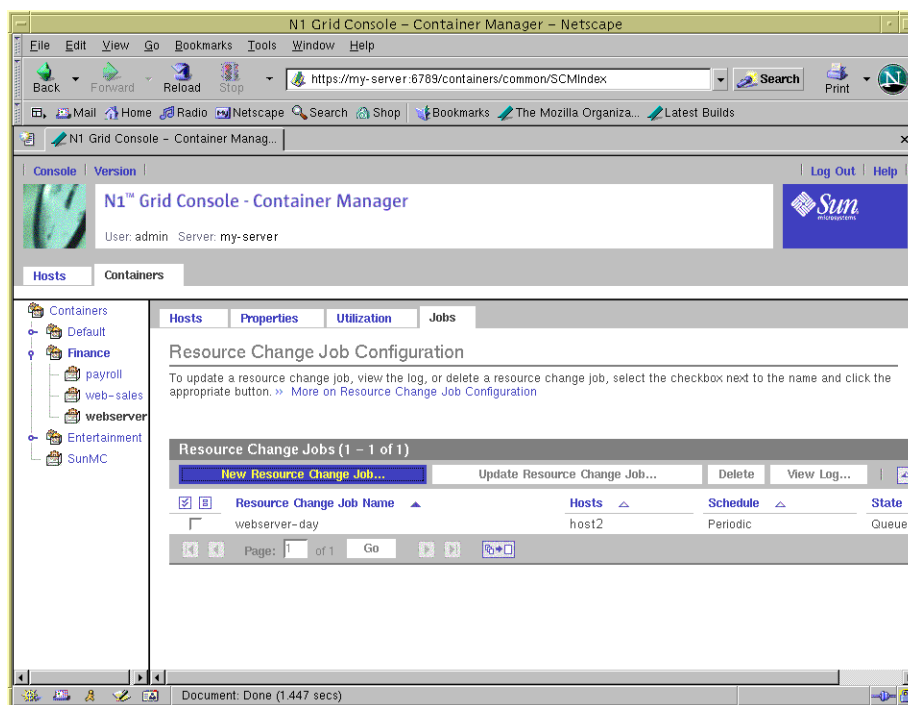 N1 Grid Console – Container Manager – Netscape
File Edit View Go Bookmarks Tools Window Help
Back Forward Reload Stop https://my-server:6789/containers/common/SCMIndex Search Print N
Mail Home Radio Netscape Search Shop Bookmarks The Mozilla Organiza... Latest Builds
N1 Grid Console – Container Manag...
Console Version Log Out Help
N1™ Grid Console - Container Manager
Sun
microsystems
User: admin Server: my-server
Hosts Containers
Containers
Default
Finance
payroll
web-sales
webserver
Entertainment
SunMC
Hosts Properties Utilization Jobs
Resource Change Job Configuration
To update a resource change job, view the log, or delete a resource change job, select the checkbox next to the name and click the
appropriate button. » More on Resource Change Job Configuration
Resource Change Jobs (1 – 1 of 1)
New Resource Change Job... Update Resource Change Job... Delete View Log...
Resource Change Job Name Hosts Schedule State
webserver-day host2 Periodic Queue
Page: 1 of 1 Go
Document: Done (1.447 secs)